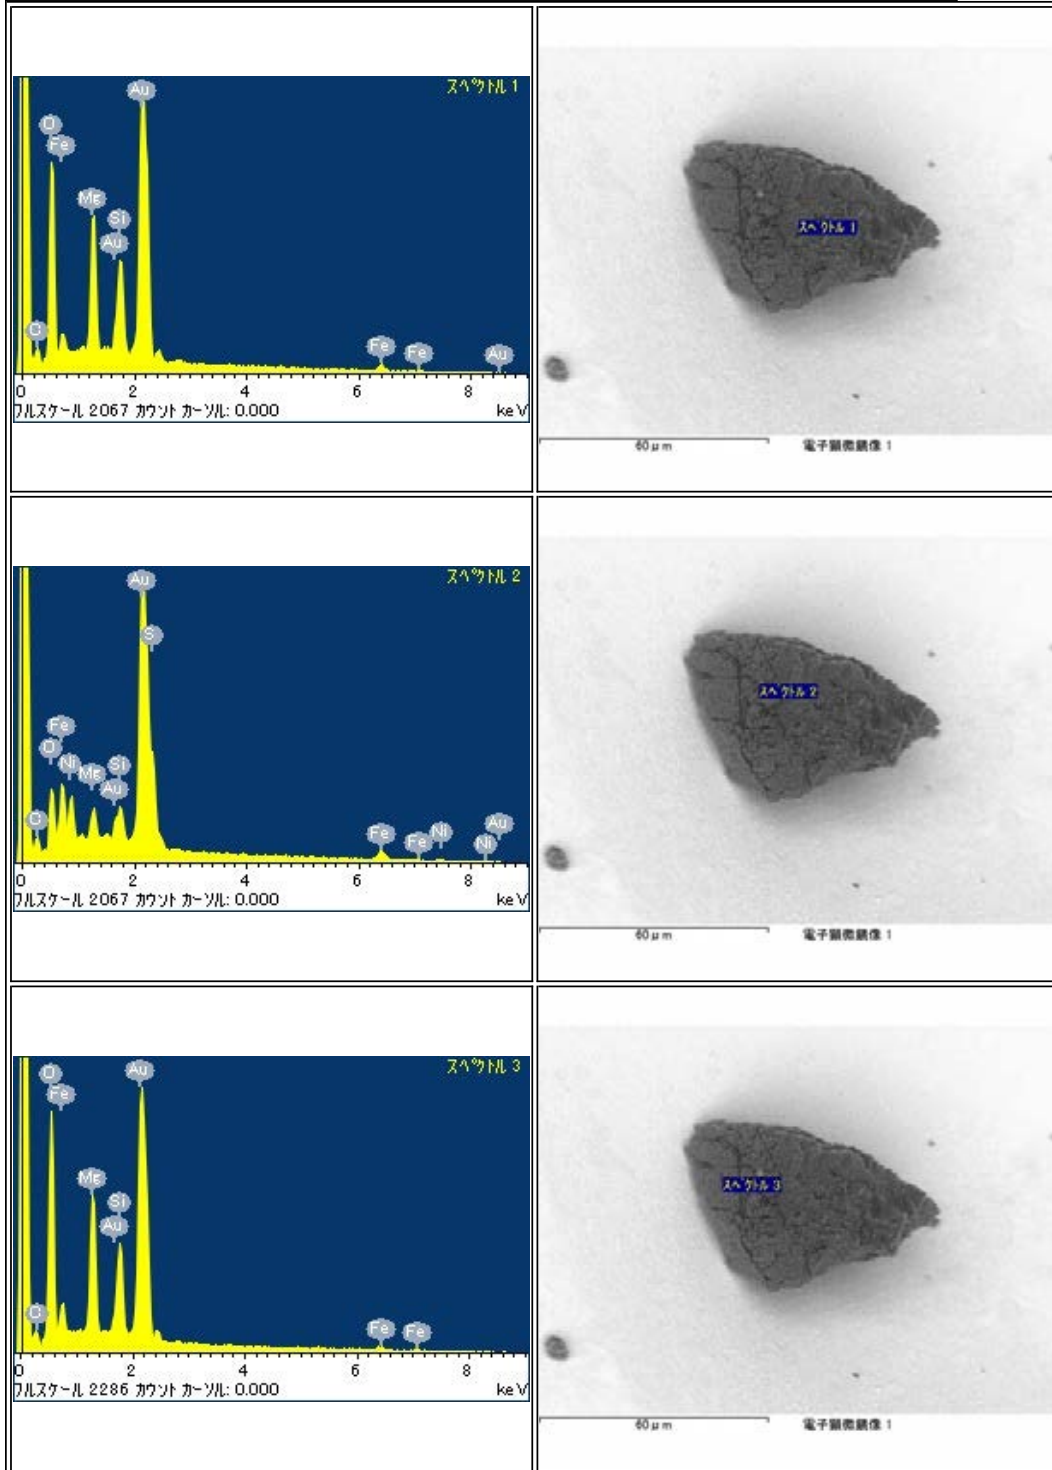 スペクトル 1
Au
O
Fe
Mg
Si
Au
C
Fe
Fe
Au
0 2 4 6 8
フルスケール 2067 カウント カーソル: 0.000 keV
スペクトル 1
60μm 電子顕微鏡像 1
スペクトル 2
Au
S
Fe
O
Ni
Mg
Si
Au
C
Fe
Fe
Ni
Au
Ni
0 2 4 6 8
フルスケール 2067 カウント カーソル: 0.000 keV
スペクトル 2
60μm 電子顕微鏡像 1
スペクトル 3
Au
O
Fe
Mg
Si
Au
C
Fe
Fe
0 2 4 6 8
フルスケール 2286 カウント カーソル: 0.000 keV
スペクトル 3
60μm 電子顕微鏡像 1